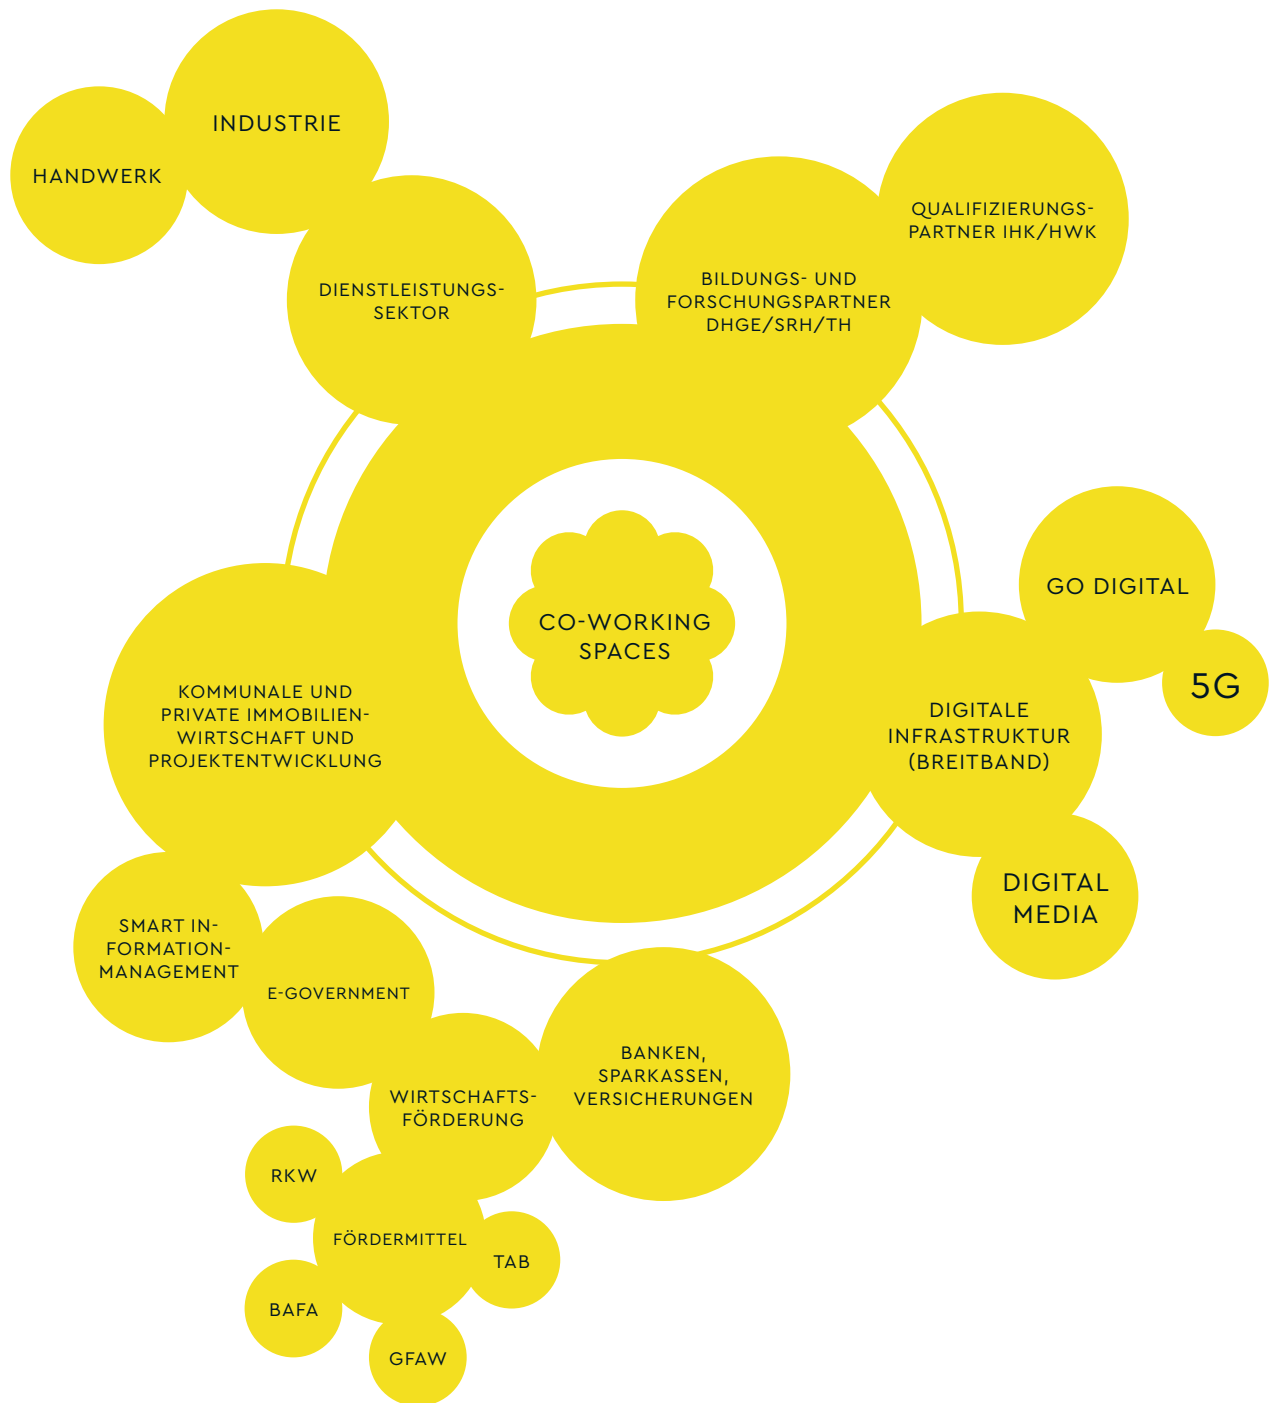 INDUSTRIE
HANDWERK
DIENSTLEISTUNGS-
SEKTOR
BILDUNGS- UND
FORSCHUNGSPARTNER
DHGE/SRH/TH
QUALIFIZIERUNGS-
PARTNER IHK/HWK
CO-WORKING
SPACES
GO DIGITAL
5G
DIGITALE
INFRASTRUKTUR
(BREITBAND)
DIGITAL
MEDIA
KOMMUNALE UND
PRIVATE IMMOBILIEN-
WIRTSCHAFT UND
PROJEKTENTWICKLUNG
SMART IN-
FORMATION-
MANAGEMENT
E-GOVERNMENT
WIRTSCHAFTS-
FÖRDERUNG
BANKEN,
SPARKASSEN,
VERSICHERUNGEN
RKW
FÖRDERMITTEL
TAB
BAFA
GFAW